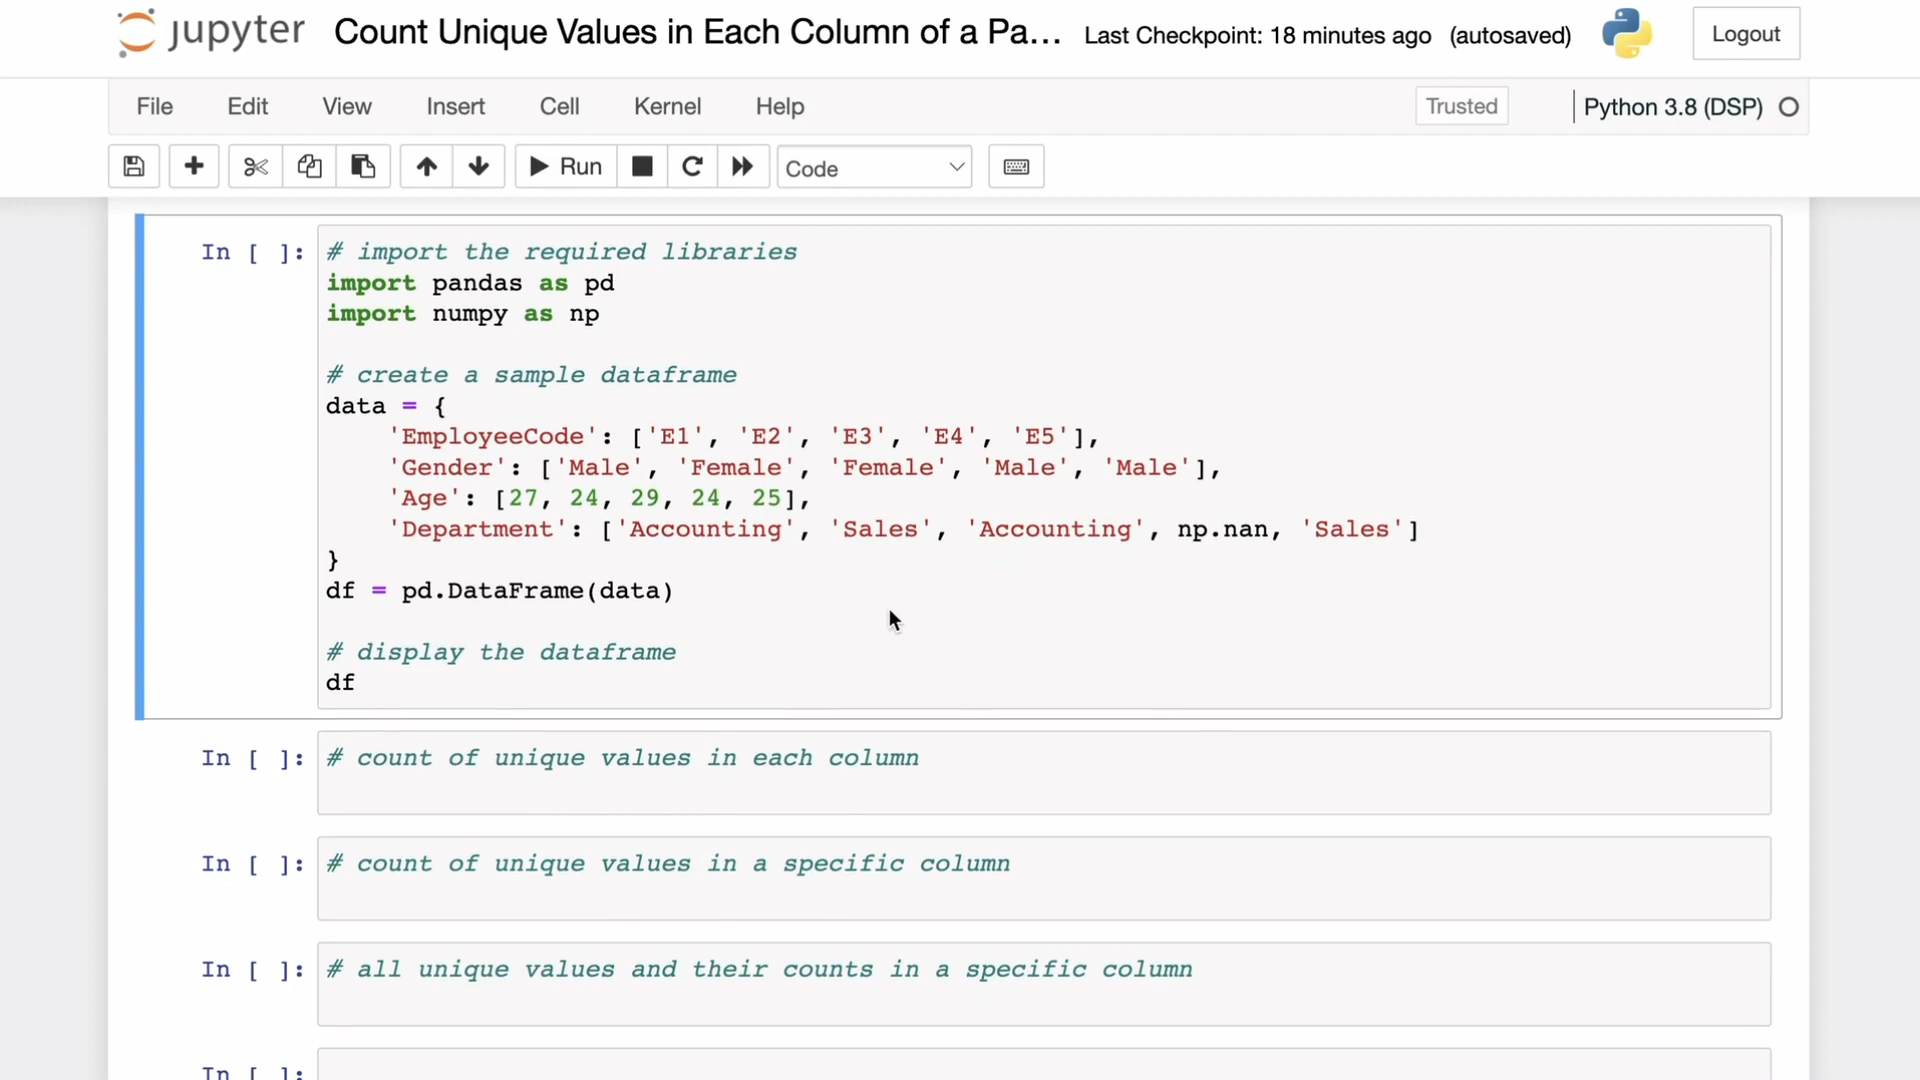 jupyter Count Unique Values in Each Column of a Pa... Last Checkpoint: 18 minutes ago (autosaved) Logout
File Edit View Insert Cell Kernel Help Trusted Python 3.8 (DSP)
Run Code
In [ ]: # import the required libraries
import pandas as pd
import numpy as np
# create a sample dataframe
data = {
'EmployeeCode': ['E1', 'E2', 'E3', 'E4', 'E5'],
'Gender': ['Male', 'Female', 'Female', 'Male', 'Male'],
'Age': [27, 24, 29, 24, 25],
'Department': ['Accounting', 'Sales', 'Accounting', np.nan, 'Sales']
}
df = pd.DataFrame(data)
# display the dataframe
df
In [ ]: # count of unique values in each column
In [ ]: # count of unique values in a specific column
In [ ]: # all unique values and their counts in a specific column
In [ ]: